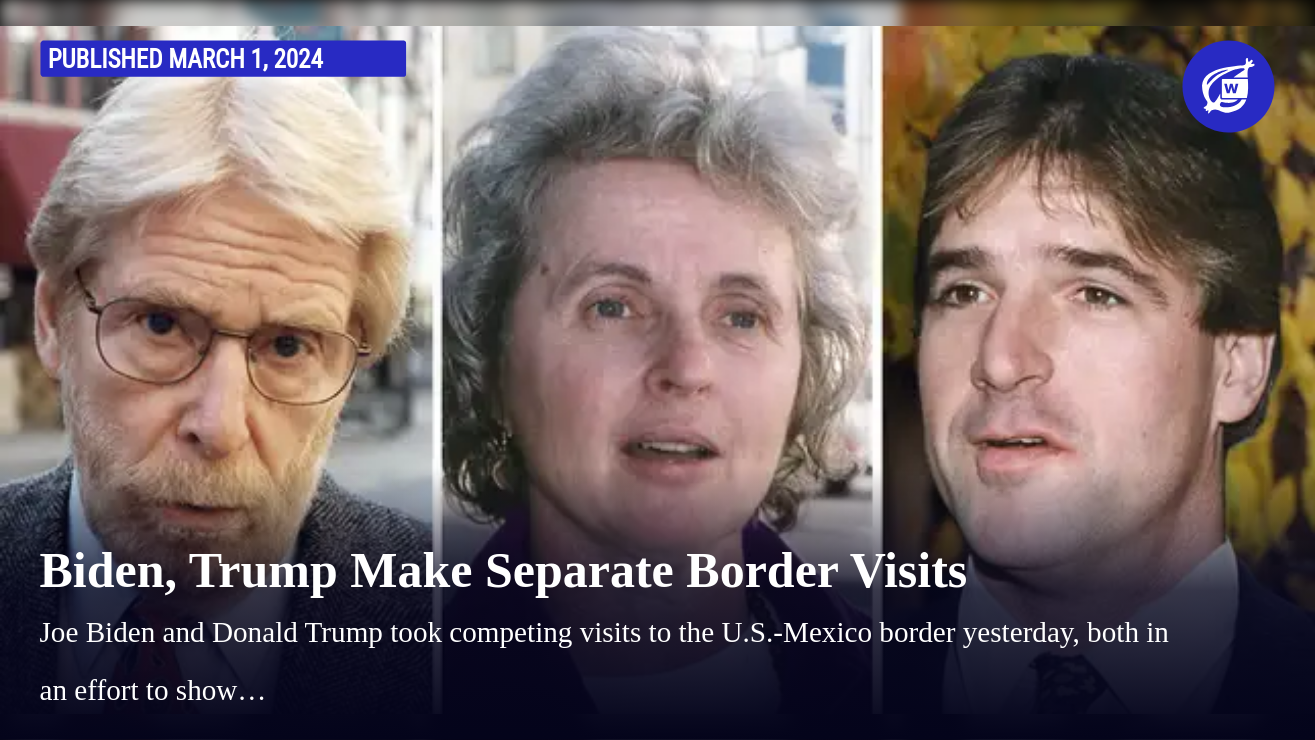 PUBLISHED MARCH 1, 2024
W
Biden, Trump Make Separate Border Visits
Joe Biden and Donald Trump took competing visits to the U.S.-Mexico border yesterday, both in
an effort to show…